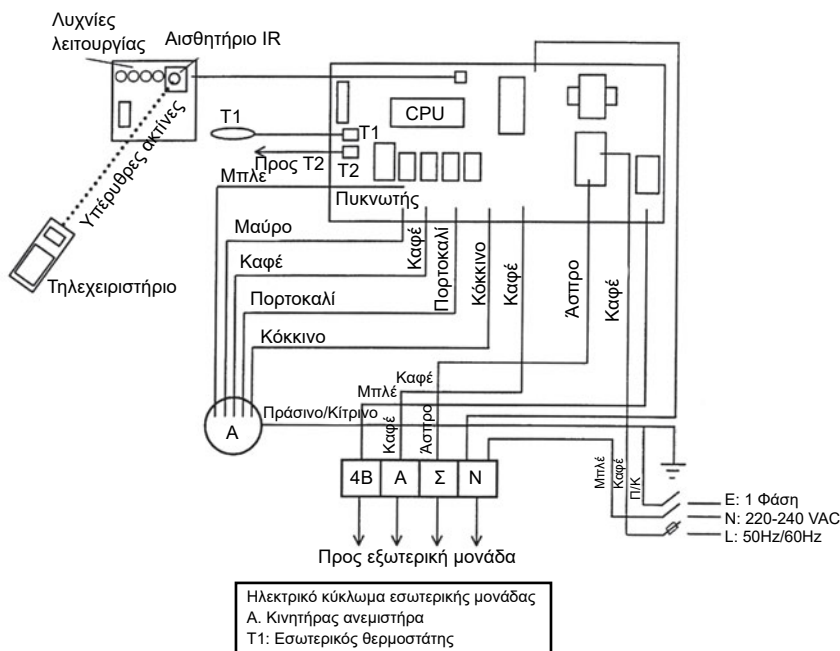 Λυχνίες
λειτουργίας
Αισθητήριο IR
CPU
T1
T1
Προς T2
T2
Μπλε
Πυκνωτής
Υπέρυθρες ακτίνες
Μαύρο
Καφέ
Πορτοκαλί
Κόκκινο
Καφέ
Άσπρο
Καφέ
Τηλεχειριστήριο
Καφέ
Πορτοκαλί
Κόκκινο
Καφέ
Μπλέ
Πράσινο/Κίτρινο
Καφέ
Άσπρο
Α
4Β
Α
Σ
Ν
Μπλέ
Καφέ
Π/Κ
E: 1 Φάση
N: 220-240 VAC
L: 50Hz/60Hz
Προς εξωτερική μονάδα
Ηλεκτρικό κύκλωμα εσωτερικής μονάδας
Α. Κινητήρας ανεμιστήρα
T1: Εσωτερικός θερμοστάτης